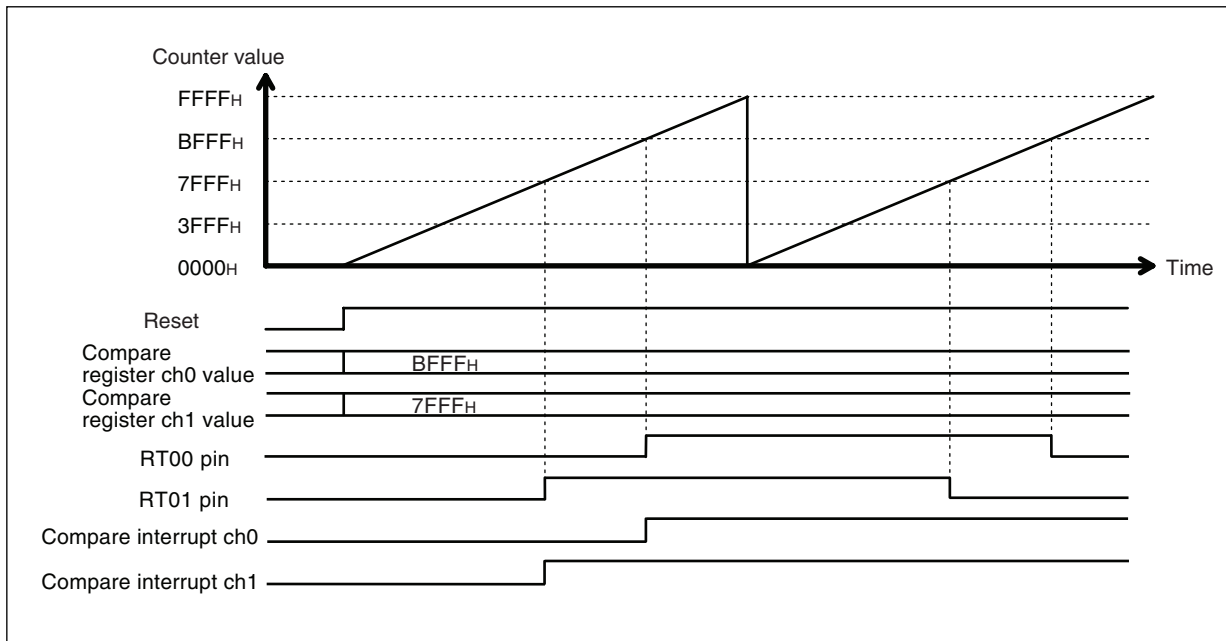 Counter value
FFFFH
BFFFH
7FFFH
3FFFH
0000H
Time
Reset
Compare
register ch0 value
BFFFH
Compare
register ch1 value
7FFFH
RT00 pin
RT01 pin
Compare interrupt ch0
Compare interrupt ch1